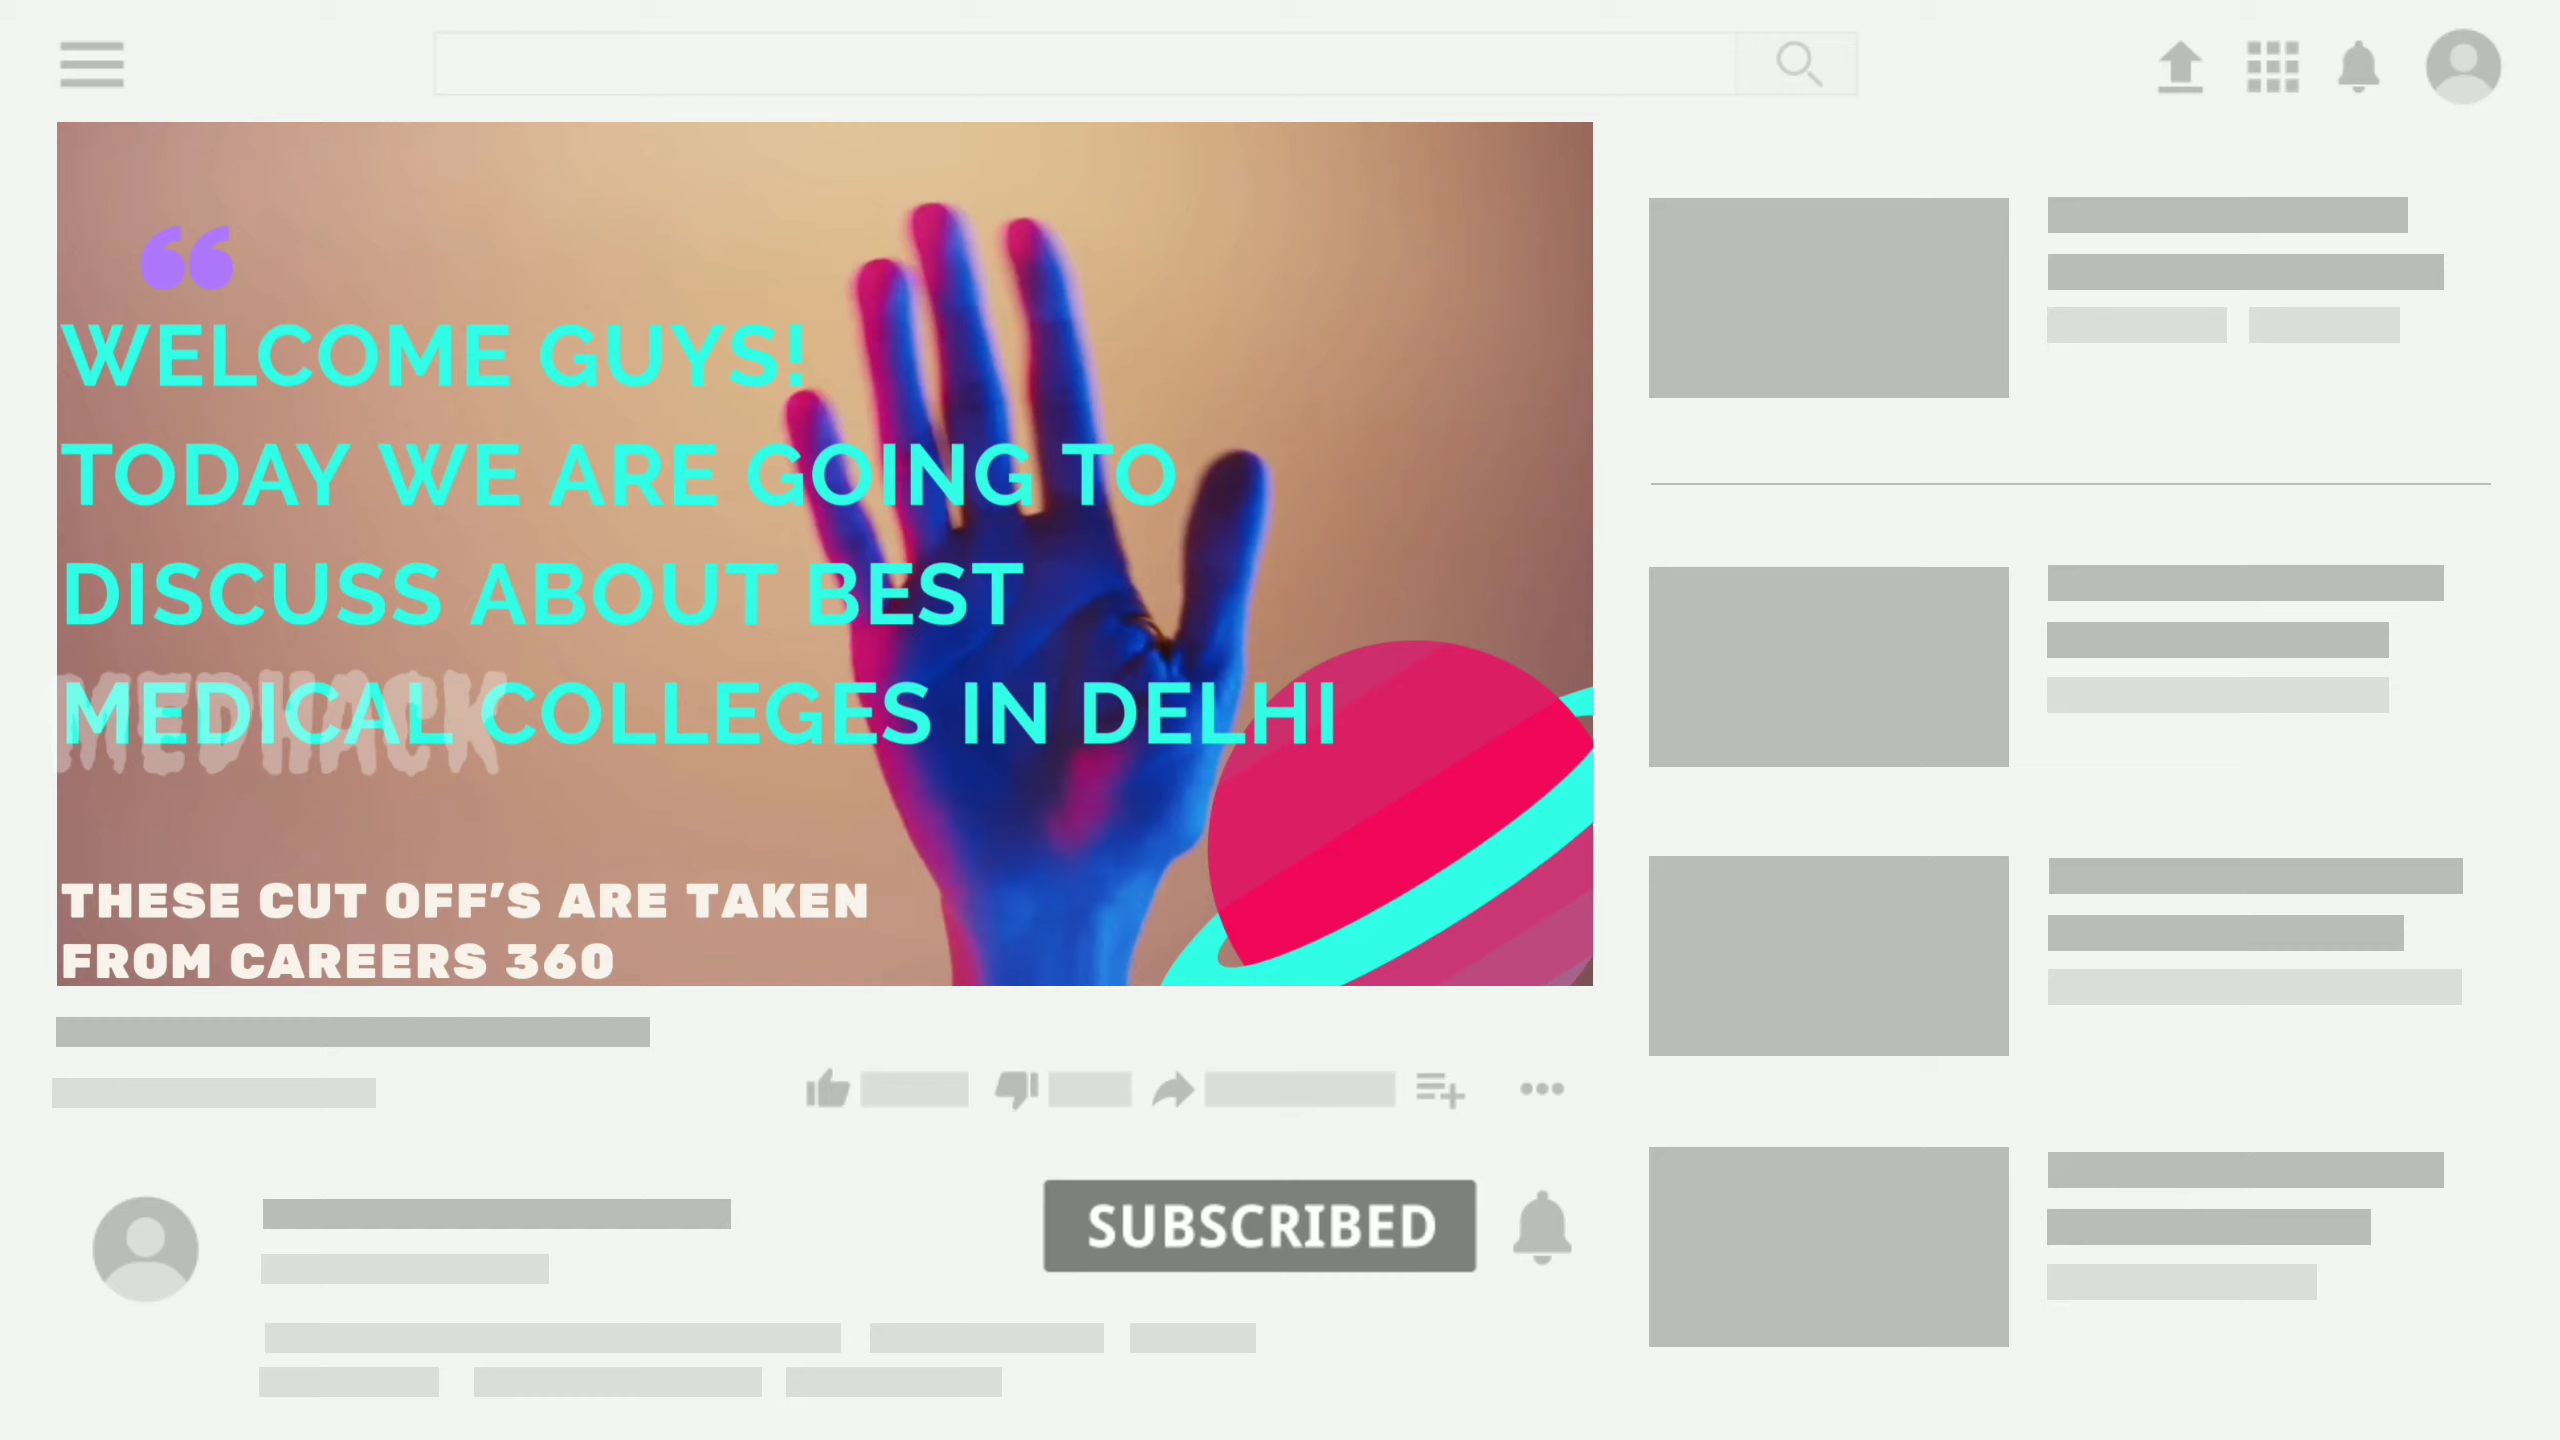 WELCOME GUYS!
TODAY WE ARE GOING TO
DISCUSS ABOUT BEST
MEDICAL COLLEGES IN DELHI
MEDHACK
THESE CUT OFF'S ARE TAKEN
FROM CAREERS 360
SUBSCRIBED